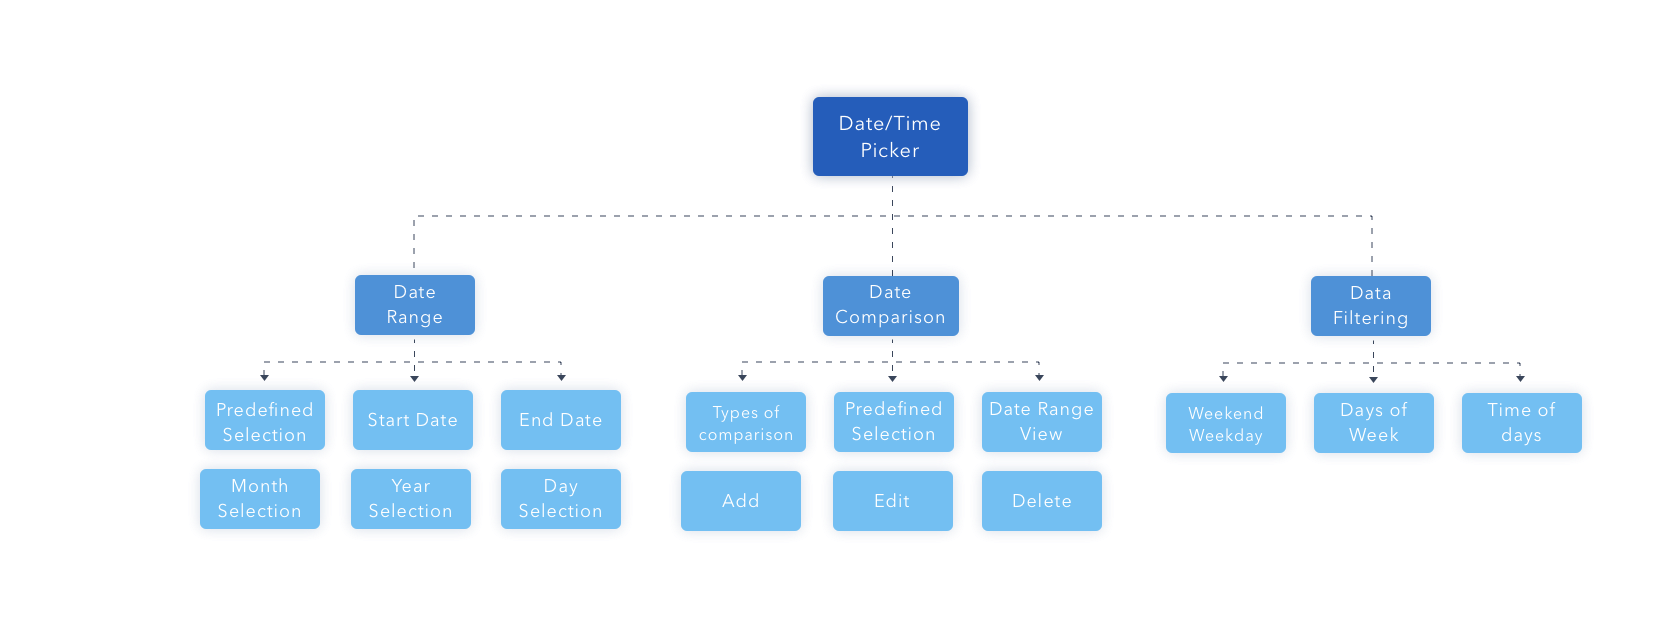 Date/Time
Picker
Date
Range
Date
Comparison
Data
Filtering
Predefined
Selection
Start Date
End Date
Types of
comparison
Predefined
Selection
Date Range
View
Weekend
Weekday
Days of
Week
Time of
days
Month
Selection
Year
Selection
Day
Selection
Add
Edit
Delete